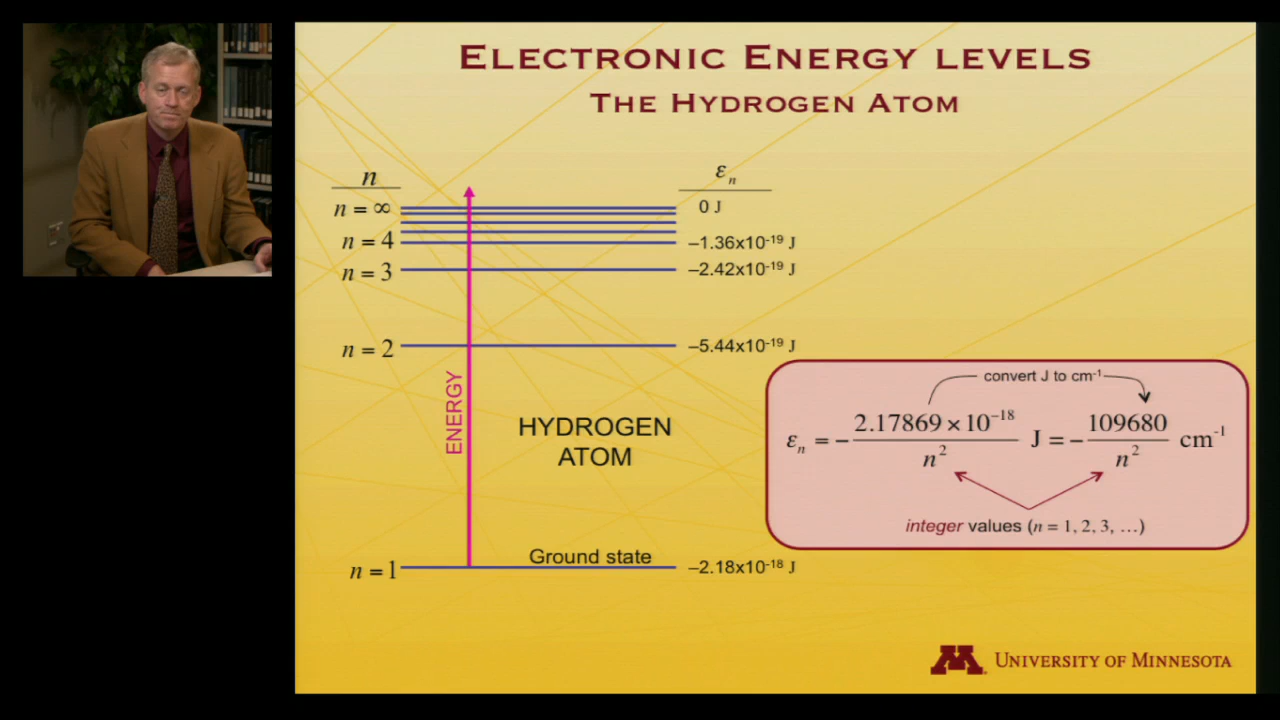 ELECTRONIC ENERGY LEVELS
THE HYDROGEN ATOM
n
εn
n = ∞
0 J
n = 4
–1.36x10⁻¹⁹ J
n = 3
–2.42x10⁻¹⁹ J
n = 2
–5.44x10⁻¹⁹ J
ENERGY
HYDROGEN
ATOM
Ground state
n = 1
–2.18x10⁻¹⁸ J
convert J to cm⁻¹
εn = – 2.17869 × 10⁻¹⁸ / n² J = – 109680 / n² cm⁻¹
integer values (n = 1, 2, 3, …)
M UNIVERSITY OF MINNESOTA